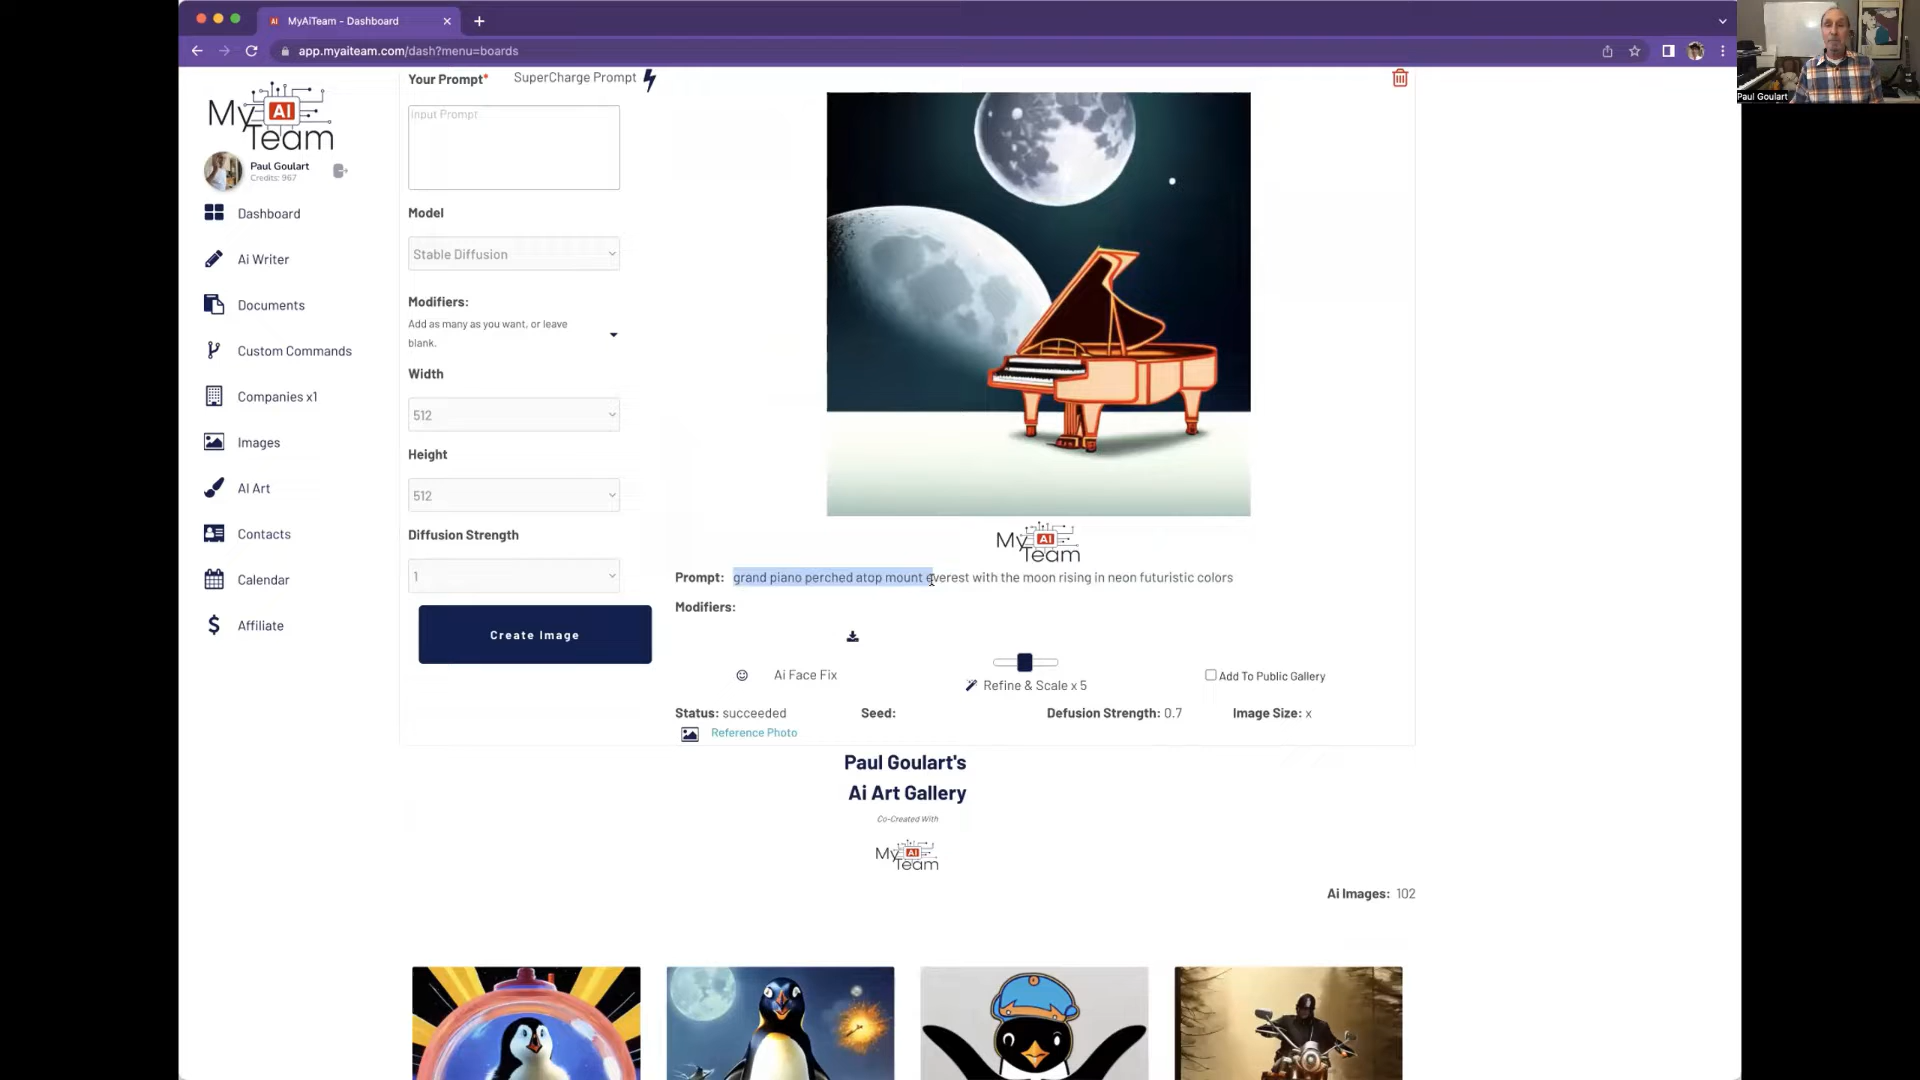 MyAiTeam - Dashboard
app.myaiteam.com/dash?menu=boards
Paul Goulart
My AI Team
Paul Goulart
Credits: 967
Dashboard
Ai Writer
Documents
Custom Commands
Companies x1
Images
AI Art
Contacts
Calendar
Affiliate
Your Prompt*
SuperCharge Prompt
Input Prompt
Model
Stable Diffusion
Modifiers:
Add as many as you want, or leave
blank.
Width
512
Height
512
Diffusion Strength
1
Create Image
My AI Team
Prompt: grand piano perched atop mount everest with the moon rising in neon futuristic colors
Modifiers:
Ai Face Fix
Refine & Scale x 5
Add To Public Gallery
Status: succeeded
Seed:
Defusion Strength: 0.7
Image Size: x
Reference Photo
Paul Goulart's
Ai Art Gallery
Co-Created With
My AI Team
Ai Images: 102